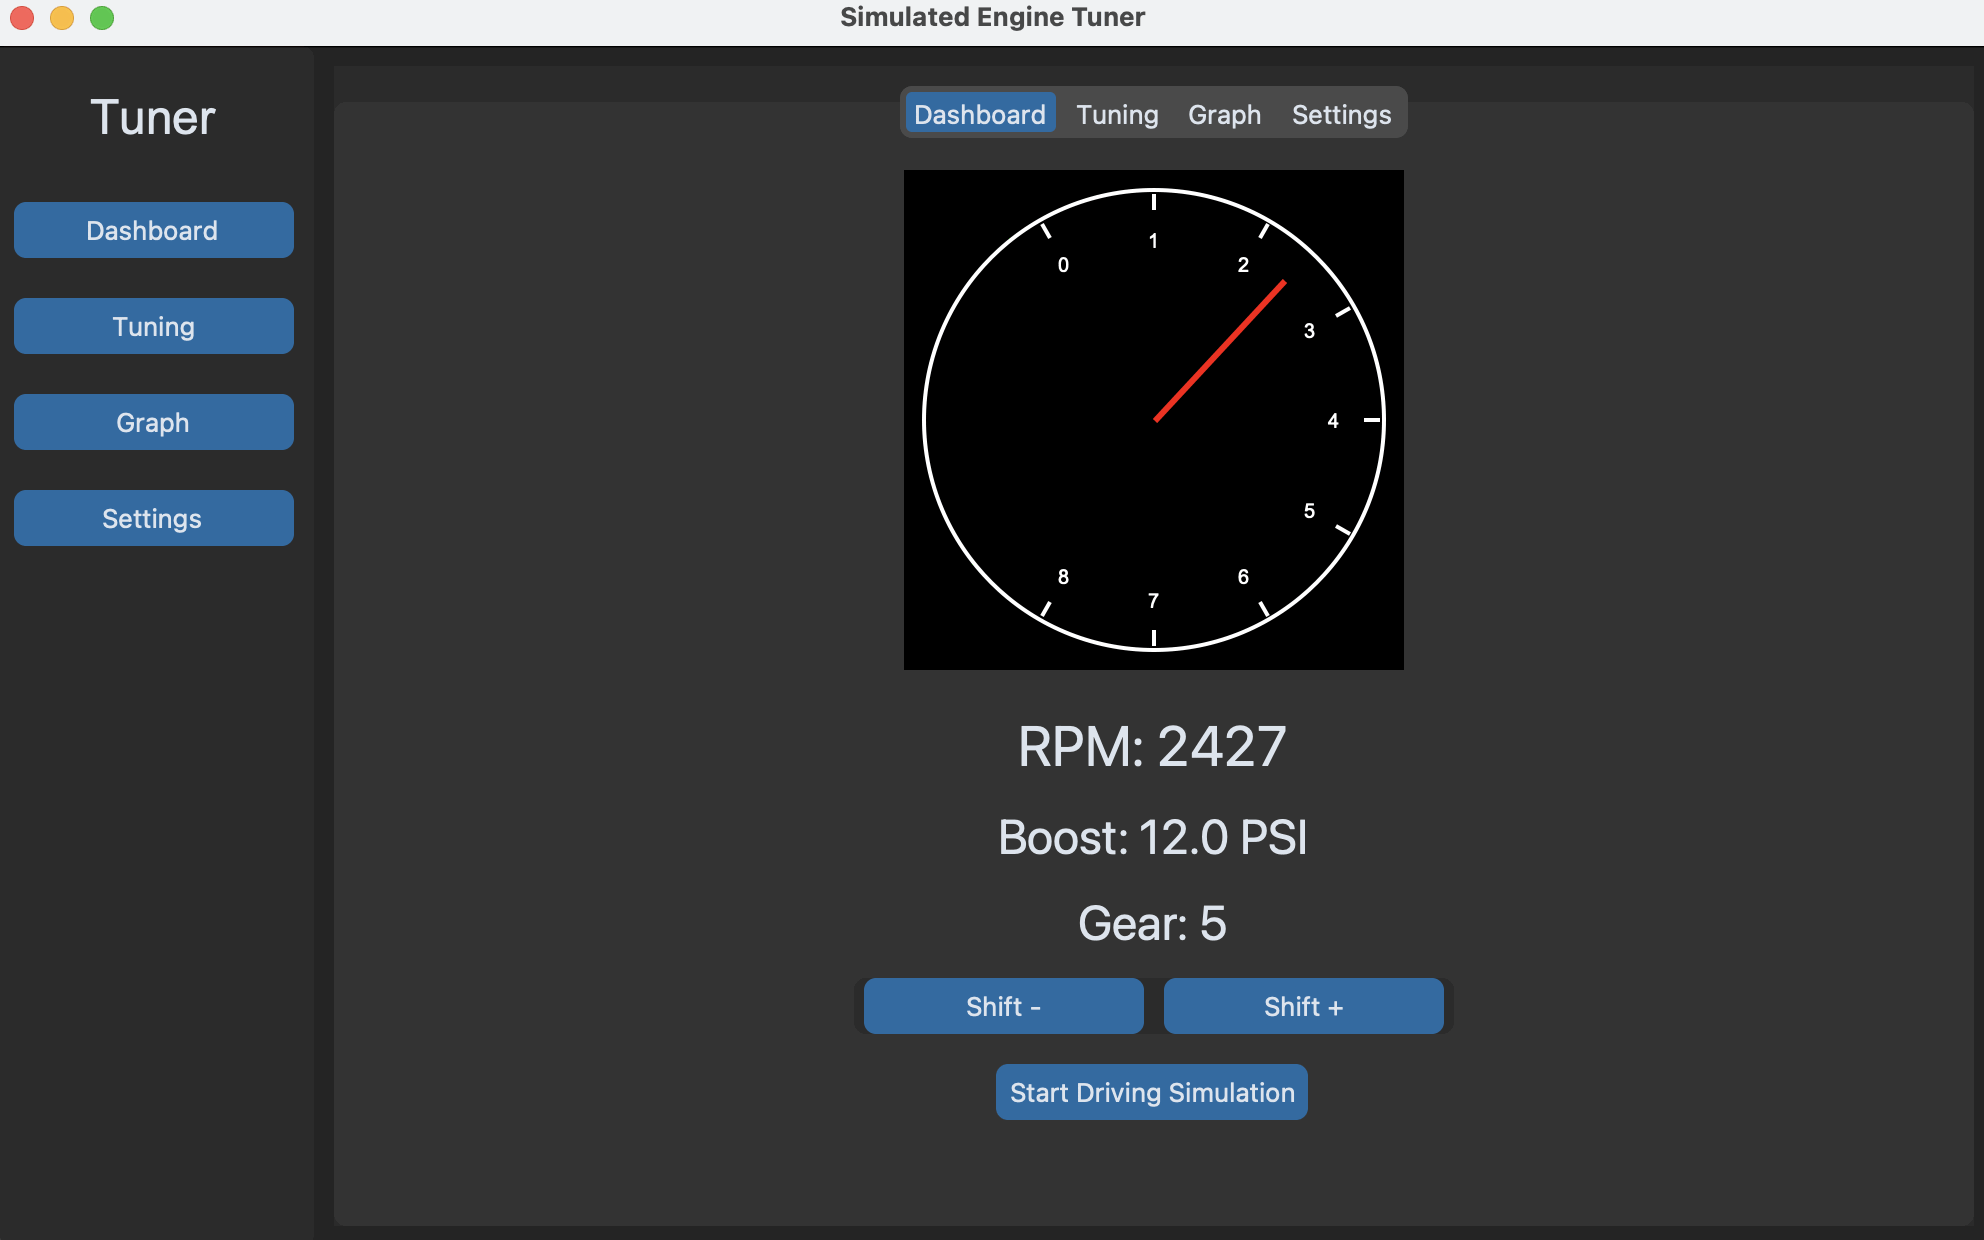 Simulated Engine Tuner
Tuner
Dashboard
Tuning
Graph
Settings
Dashboard Tuning Graph Settings
0
1
2
3
4
5
6
7
8
RPM: 2427
Boost: 12.0 PSI
Gear: 5
Shift - Shift +
Start Driving Simulation